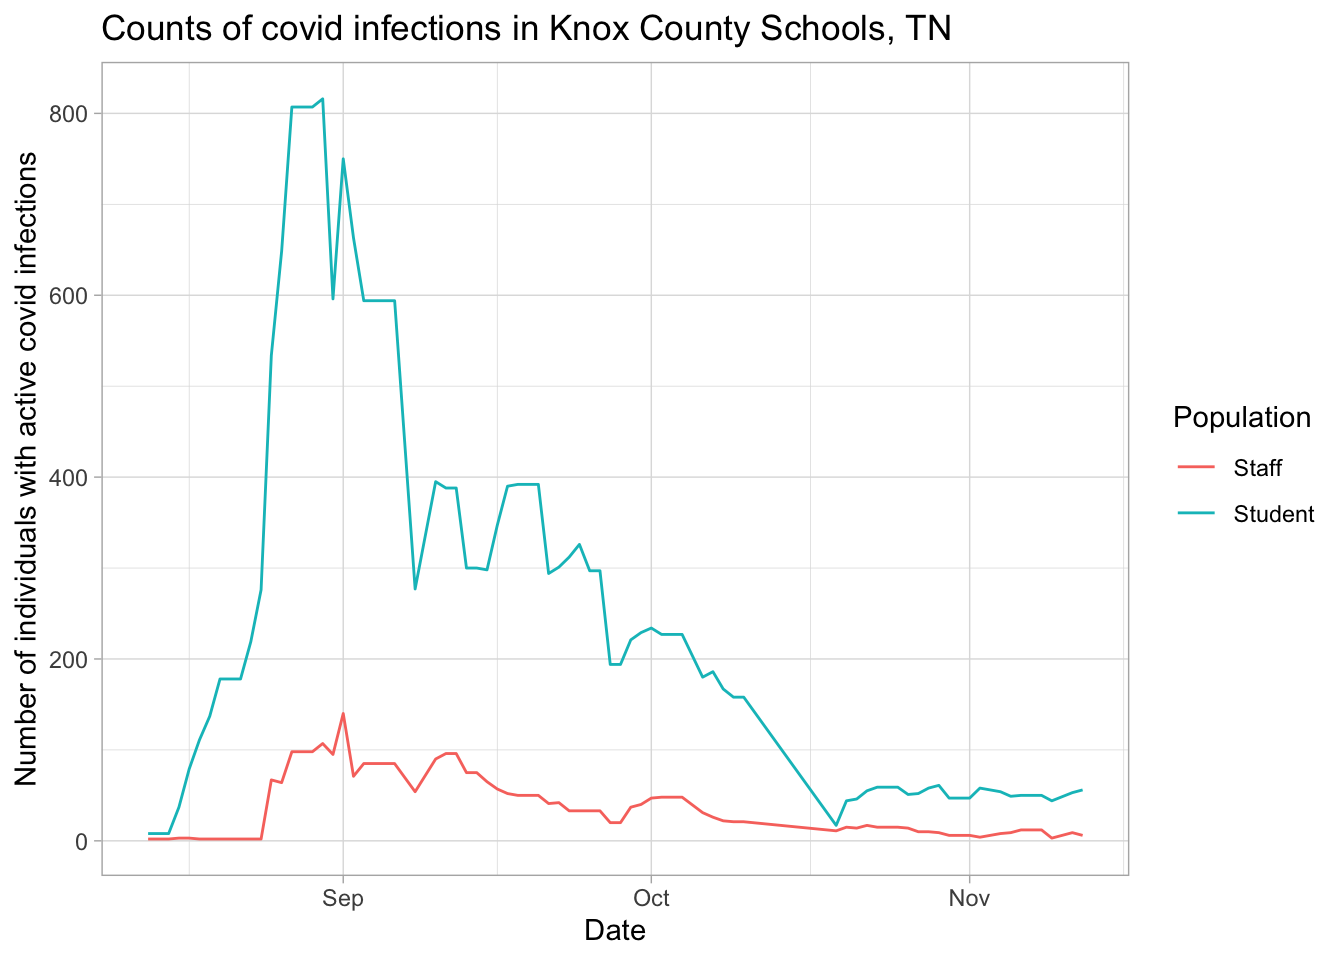 Counts of covid infections in Knox County Schools, TN
Number of individuals with active covid infections
800
600
400
200
0
Sep
Oct
Nov
Date
Population
Staff
Student